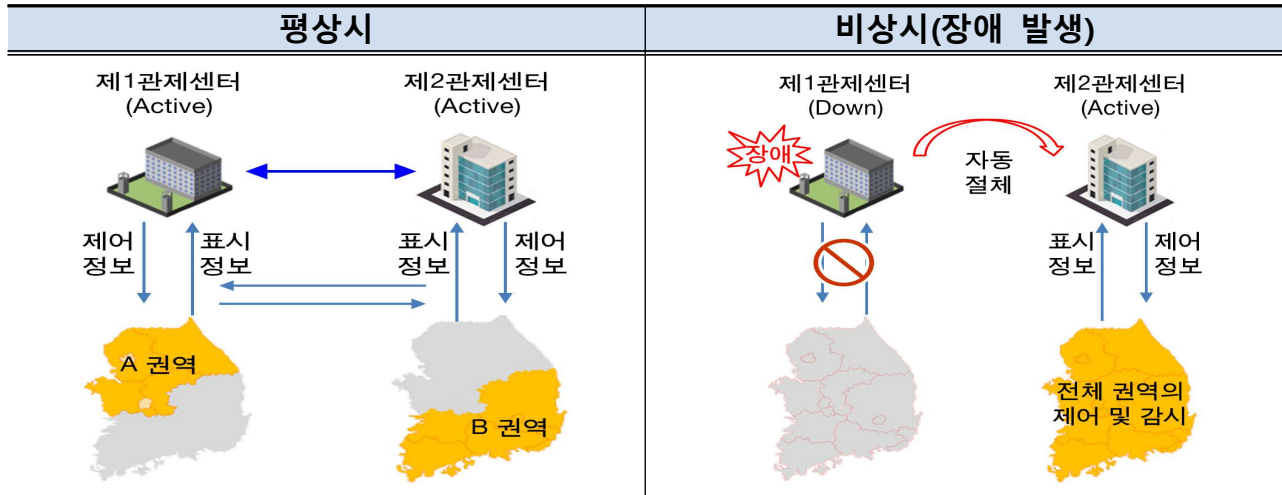 평상시
비상시(장애 발생)
제1관제센터
(Active)
제2관제센터
(Active)
제어
정보
표시
정보
표시
정보
제어
정보
A 권역
B 권역
제1관제센터
(Down)
제2관제센터
(Active)
장애
자동
절체
표시
정보
제어
정보
전체 권역의
제어 및 감시